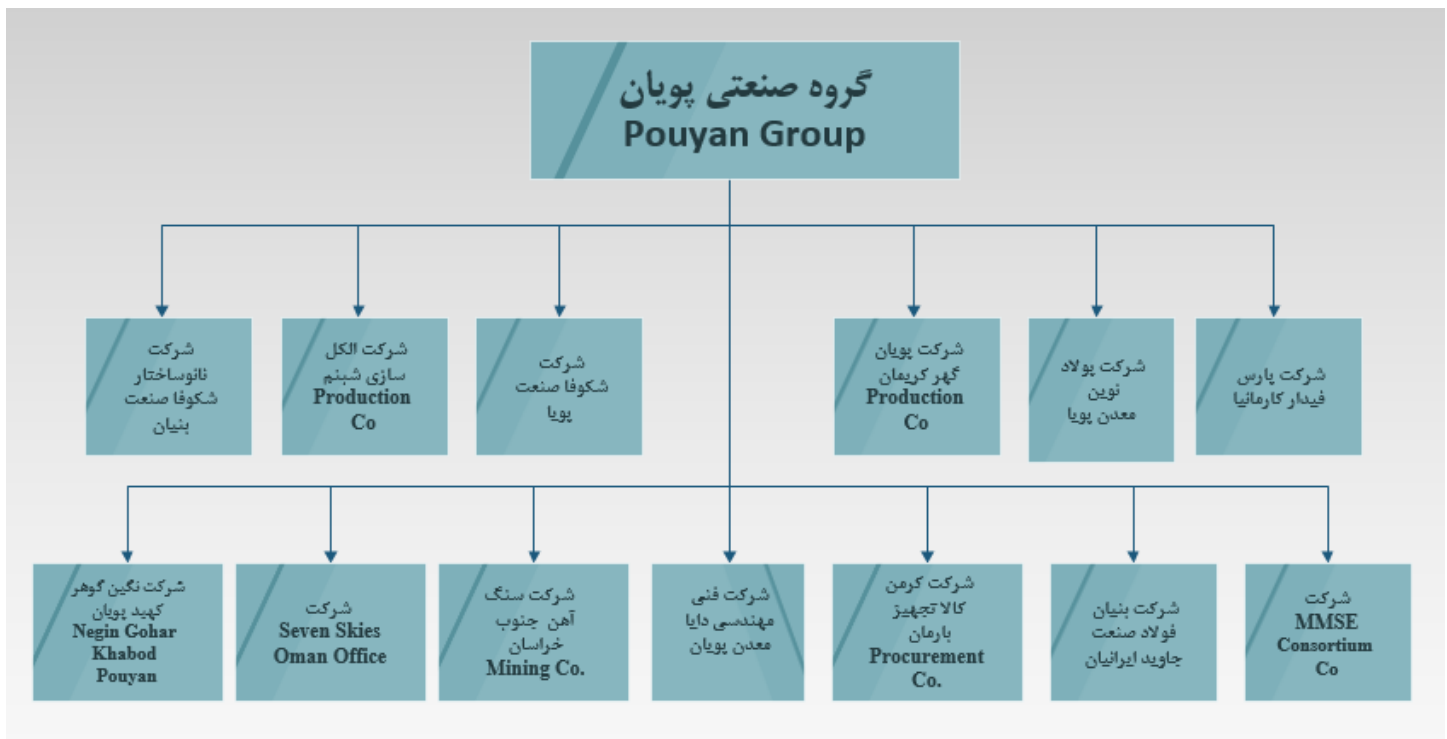 گروه صنعتی پویان
Pouyan Group
شرکت
نانوساختار
شکوفا صنعت
بنیان
شرکت الکل
سازی شبنم
Production
Co
شرکت
شکوفا صنعت
پویا
شرکت پویان
گهر کریمان
Production
Co
شرکت پولاد
نوین
معدن پویا
شرکت پارس
فیدار کارمانیا
شرکت نگین گوهر
کهبد پویان
Negin Gohar
Khabod
Pouyan
شرکت
Seven Skies
Oman Office
شرکت سنگ
آهن جنوب
خراسان
Mining Co.
شرکت فنی
مهندسی دایا
معدن پویان
شرکت کرمن
کالا تجهیز
بارمان
Procurement
Co.
شرکت بنیان
فولاد صنعت
جاوید ایرانیان
شرکت
MMSE
Consortium
Co